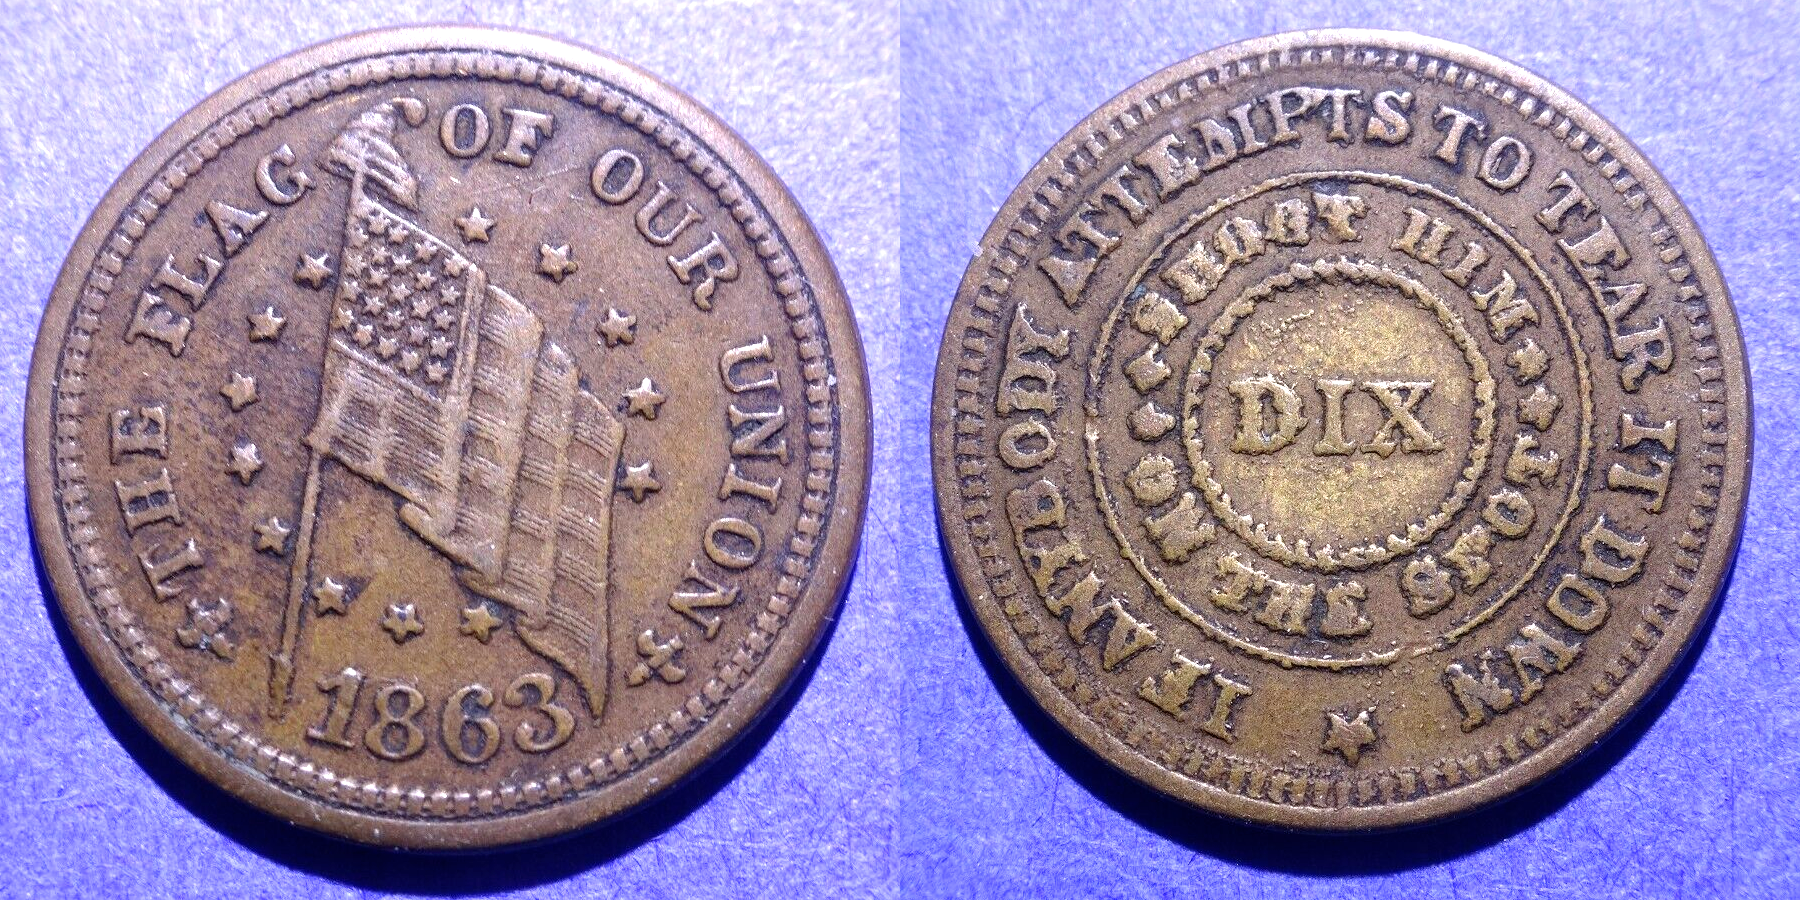 THE FLAG OF OUR UNION
1863
IF ANYBODY ATTEMPTS TO TEAR IT DOWN
SHOOT HIM
ON THE SPOT
DIX